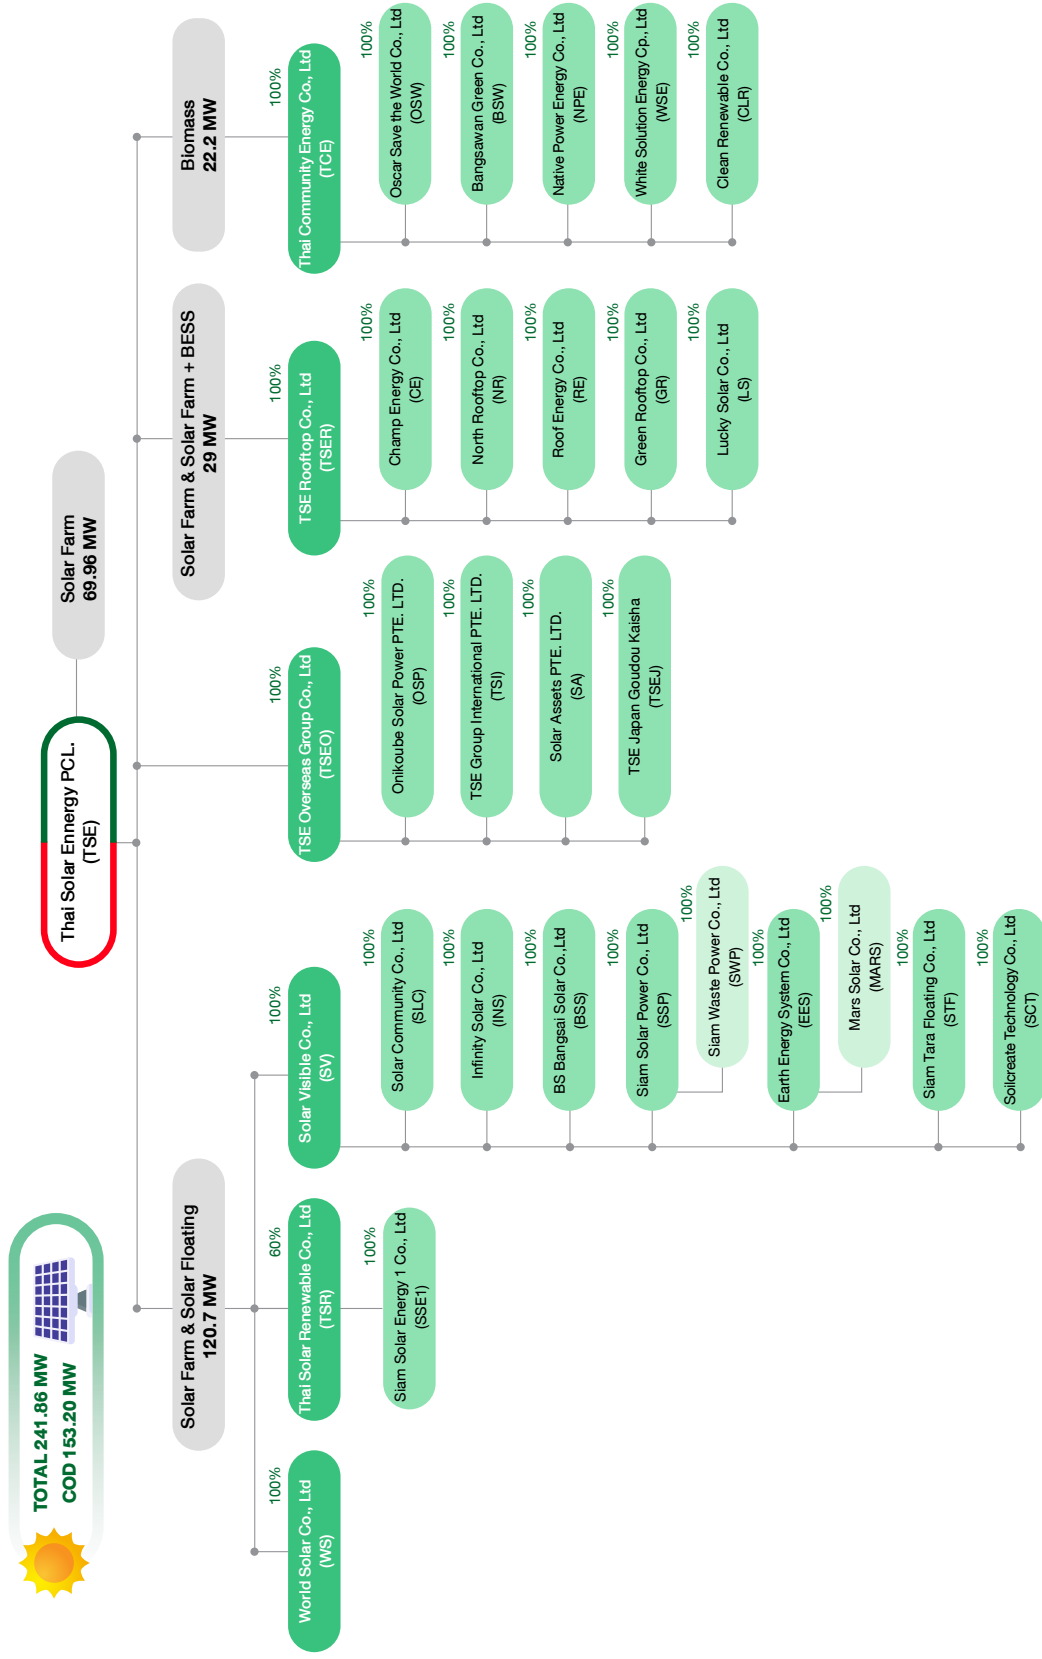 TOTAL 241.86 MW
COD 153.20 MW
Thai Solar Ennergy PCL.
(TSE)
Solar Farm
69.96 MW
Solar Farm & Solar Floating
120.7 MW
Solar Farm & Solar Farm + BESS
29 MW
Biomass
22.2 MW
100%
World Solar Co., Ltd
(WS)
60%
Thai Solar Renewable Co., Ltd
(TSR)
100%
Siam Solar Energy 1 Co., Ltd
(SSE1)
100%
Solar Visible Co., Ltd
(SV)
100%
Solar Community Co., Ltd
(SLC)
100%
Infinity Solar Co., Ltd
(INS)
100%
BS Bangsai Solar Co.,Ltd
(BSS)
100%
Siam Solar Power Co., Ltd
(SSP)
100%
Siam Waste Power Co., Ltd
(SWP)
100%
Earth Energy System Co., Ltd
(EES)
100%
Mars Solar Co., Ltd
(MARS)
100%
Siam Tara Floating Co., Ltd
(STF)
100%
Soilcreate Technology Co., Ltd
(SCT)
100%
TSE Overseas Group Co., Ltd
(TSEO)
100%
Onikoube Solar Power PTE. LTD.
(OSP)
100%
TSE Group International PTE. LTD.
(TSI)
100%
Solar Assets PTE. LTD.
(SA)
100%
TSE Japan Goudou Kaisha
(TSEJ)
100%
TSE Rooftop Co., Ltd
(TSER)
100%
Champ Energy Co., Ltd
(CE)
100%
North Rooftop Co., Ltd
(NR)
100%
Roof Energy Co., Ltd
(RE)
100%
Green Rooftop Co., Ltd
(GR)
100%
Lucky Solar Co., Ltd
(LS)
100%
Thai Community Energy Co., Ltd
(TCE)
100%
Oscar Save the World Co., Ltd
(OSW)
100%
Bangsawan Green Co., Ltd
(BSW)
100%
Native Power Energy Co., Ltd
(NPE)
100%
White Solution Energy Cp., Ltd
(WSE)
100%
Clean Renewable Co., Ltd
(CLR)